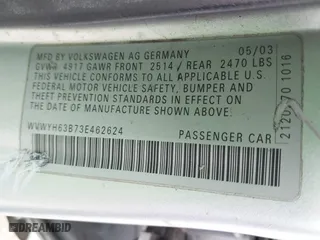 MFD BY VOLKSWAGEN AG GERMANY 05/03
GVWR 4917 GAWR FRONT 2514 / REAR 2470 LBS
THIS VEHICLE CONFORMS TO ALL APPLICABLE U.S.
FEDERAL MOTOR VEHICLE SAFETY, BUMPER AND
THEFT PREVENTION STANDARDS IN EFFECT ON THE
DATE OF MANUFACTURE SHOWN ABOVE
WVWYH63B73E462624 PASSENGER CAR
1016
DREAMBID